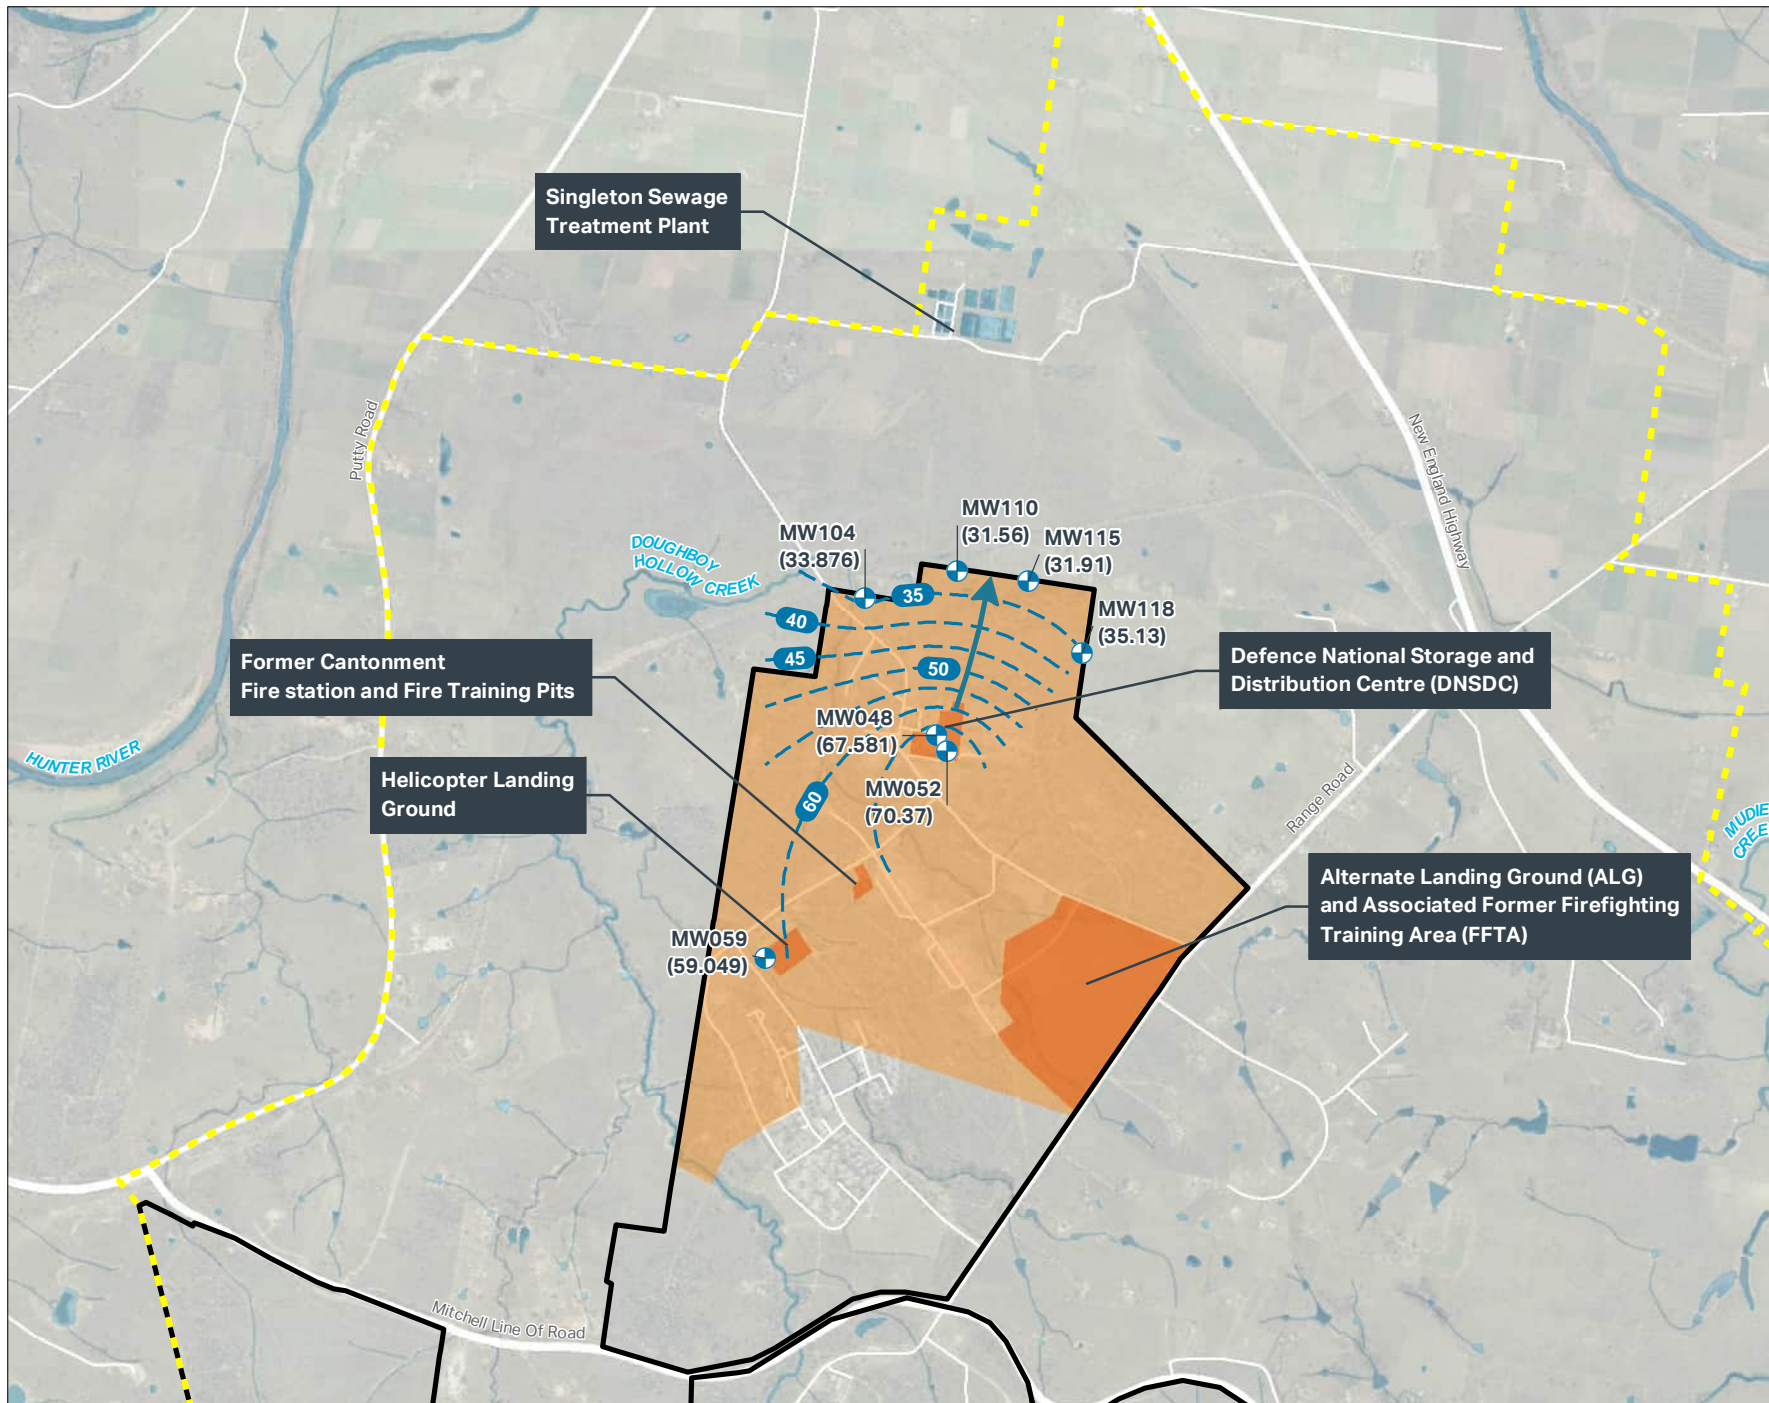 Singleton Sewage
Treatment Plant
Putty Road
New England Highway
MW110
(31.56)
MW104
(33.876)
MW115
(31.91)
DOUGHBOY
HOLLOW CREEK
35
MW118
(35.13)
40
45
50
Former Cantonment
Fire station and Fire Training Pits
Defence National Storage and
Distribution Centre (DNSDC)
MW048
(67.581)
HUNTER RIVER
Helicopter Landing
Ground
60
MW052
(70.37)
Range Road
MUDIE
CREE
Alternate Landing Ground (ALG)
and Associated Former Firefighting
Training Area (FFTA)
MW059
(59.049)
Mitchell Line Of Road